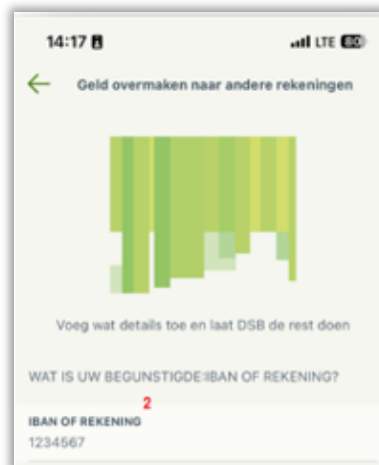 14:17
LTE 80
Geld overmaken naar andere rekeningen
Voeg wat details toe en laat DSB de rest doen
WAT IS UW BEGUNSTIGDE:IBAN OF REKENING?
2
IBAN OF REKENING
1234567